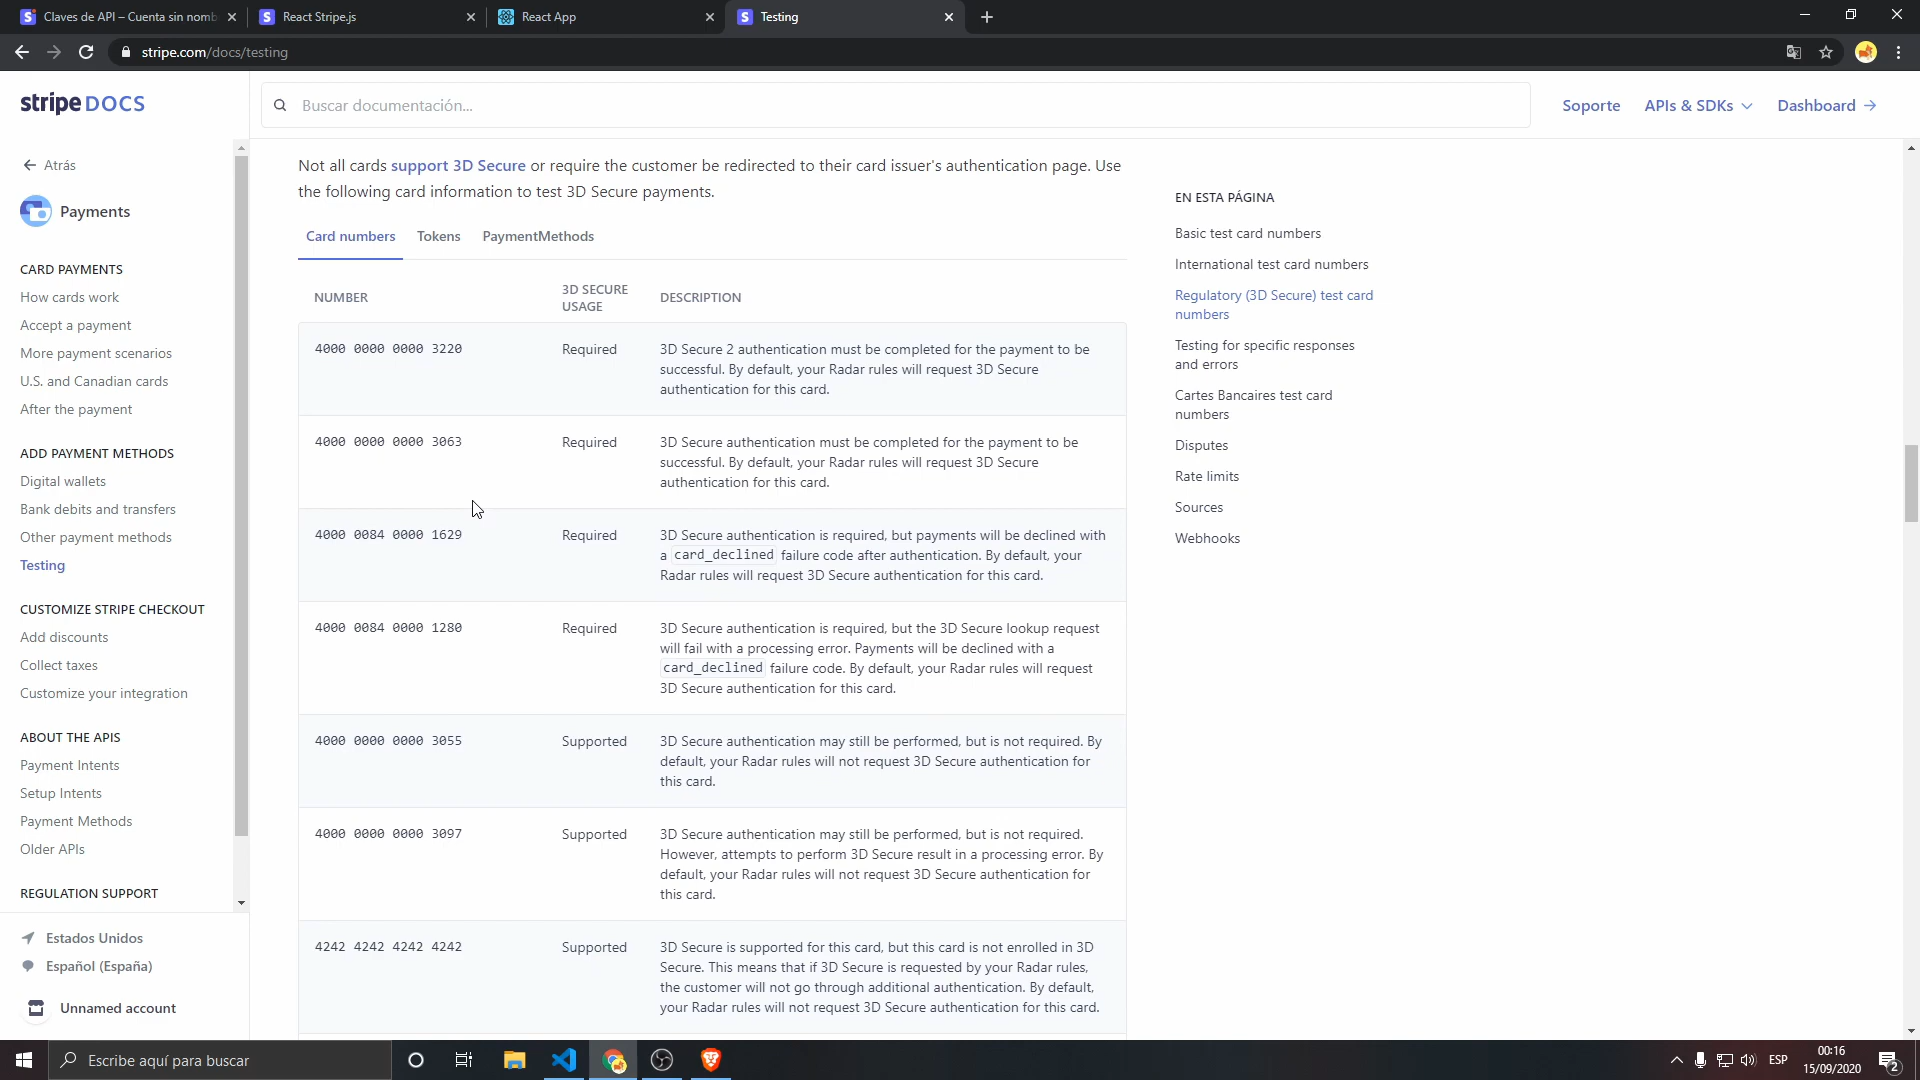 Claves de API – Cuenta sin nomb
React Stripe.js
React App
Testing
stripe.com/docs/testing
stripe DOCS
Buscar documentación...
Soporte
APIs & SDKs
Dashboard
Atrás
Payments
CARD PAYMENTS
How cards work
Accept a payment
More payment scenarios
U.S. and Canadian cards
After the payment
ADD PAYMENT METHODS
Digital wallets
Bank debits and transfers
Other payment methods
Testing
CUSTOMIZE STRIPE CHECKOUT
Add discounts
Collect taxes
Customize your integration
ABOUT THE APIS
Payment Intents
Setup Intents
Payment Methods
Older APIs
REGULATION SUPPORT
Estados Unidos
Español (España)
Unnamed account
Not all cards support 3D Secure or require the customer be redirected to their card issuer's authentication page. Use
the following card information to test 3D Secure payments.
Card numbers Tokens PaymentMethods
NUMBER
3D SECURE
USAGE
DESCRIPTION
4000 0000 0000 3220
Required
3D Secure 2 authentication must be completed for the payment to be
successful. By default, your Radar rules will request 3D Secure
authentication for this card.
4000 0000 0000 3063
Required
3D Secure authentication must be completed for the payment to be
successful. By default, your Radar rules will request 3D Secure
authentication for this card.
4000 0084 0000 1629
Required
3D Secure authentication is required, but payments will be declined with
a card_declined failure code after authentication. By default, your
Radar rules will request 3D Secure authentication for this card.
4000 0084 0000 1280
Required
3D Secure authentication is required, but the 3D Secure lookup request
will fail with a processing error. Payments will be declined with a
card_declined failure code. By default, your Radar rules will request
3D Secure authentication for this card.
4000 0000 0000 3055
Supported
3D Secure authentication may still be performed, but is not required. By
default, your Radar rules will not request 3D Secure authentication for
this card.
4000 0000 0000 3097
Supported
3D Secure authentication may still be performed, but is not required.
However, attempts to perform 3D Secure result in a processing error. By
default, your Radar rules will not request 3D Secure authentication for
this card.
4242 4242 4242 4242
Supported
3D Secure is supported for this card, but this card is not enrolled in 3D
Secure. This means that if 3D Secure is requested by your Radar rules,
the customer will not go through additional authentication. By default,
your Radar rules will not request 3D Secure authentication for this card.
EN ESTA PÁGINA
Basic test card numbers
International test card numbers
Regulatory (3D Secure) test card
numbers
Testing for specific responses
and errors
Cartes Bancaires test card
numbers
Disputes
Rate limits
Sources
Webhooks
Escribe aquí para buscar
ESP
00:16
15/09/2020
2